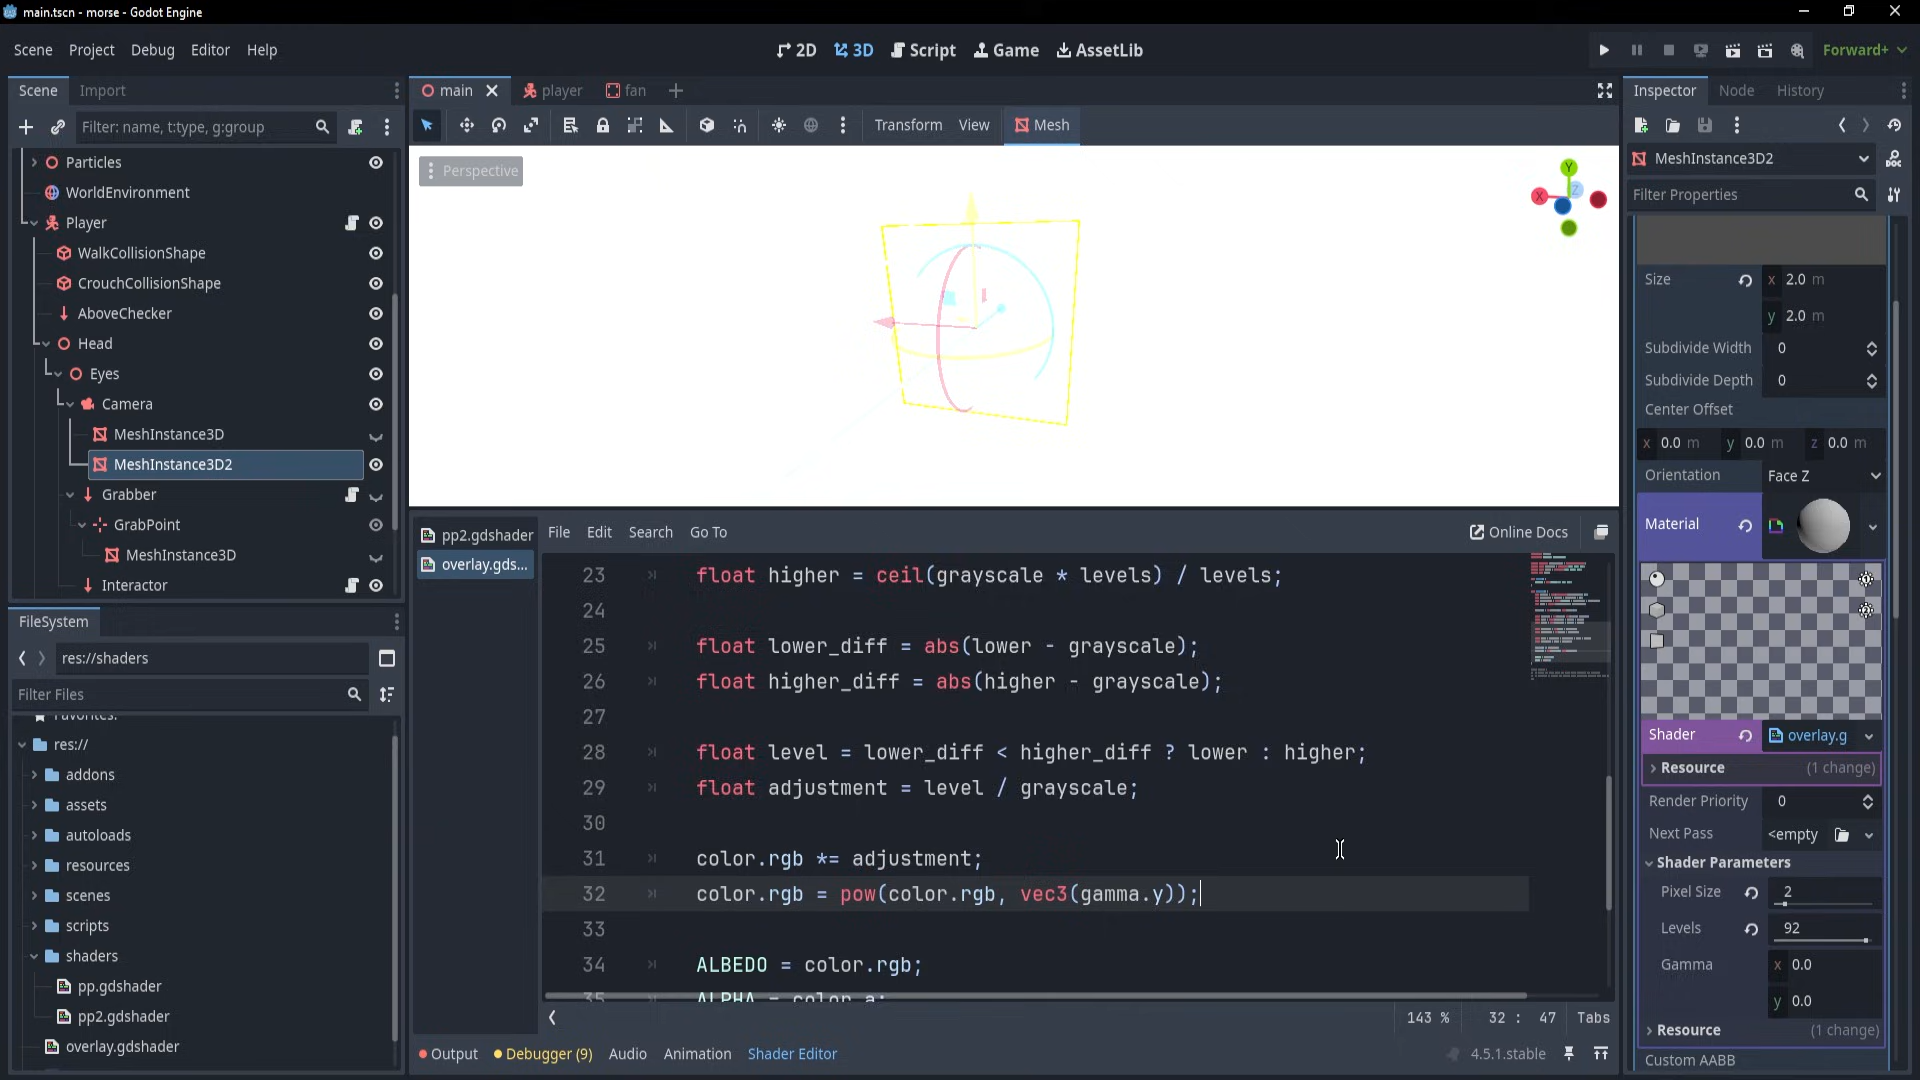 main.tscn - morse - Godot Engine
Scene Project Debug Editor Help
2D 3D Script Game AssetLib
Forward+
Scene Import
Filter: name, t:type, g:group
Particles
WorldEnvironment
Player
WalkCollisionShape
CrouchCollisionShape
AboveChecker
Head
Eyes
Camera
MeshInstance3D
MeshInstance3D2
Grabber
GrabPoint
MeshInstance3D
Interactor
FileSystem
res://shaders
Filter Files
Favorites:
res://
addons
assets
autoloads
resources
scenes
scripts
shaders
pp.gdshader
pp2.gdshader
overlay.gdshader
main player fan
Transform View Mesh
Perspective
Y
X
Z
pp2.gdshader
overlay.gds...
File Edit Search Go To
Online Docs
23 float higher = ceil(grayscale * levels) / levels;
24
25 float lower_diff = abs(lower - grayscale);
26 float higher_diff = abs(higher - grayscale);
27
28 float level = lower_diff < higher_diff ? lower : higher;
29 float adjustment = level / grayscale;
30
31 color.rgb *= adjustment;
32 color.rgb = pow(color.rgb, vec3(gamma.y));
33
34 ALBEDO = color.rgb;
35 ALPHA = color.a;
143 % 32 : 47 Tabs
Output Debugger (9) Audio Animation Shader Editor
4.5.1.stable
Inspector Node History
MeshInstance3D2
Filter Properties
Size x 2.0 m
y 2.0 m
Subdivide Width 0
Subdivide Depth 0
Center Offset
x 0.0 m y 0.0 m z 0.0 m
Orientation Face Z
Material
Shader overlay.g
Resource (1 change)
Render Priority 0
Next Pass <empty
Shader Parameters
Pixel Size 2
Levels 92
Gamma x 0.0
y 0.0
Resource (1 change)
Custom AABB